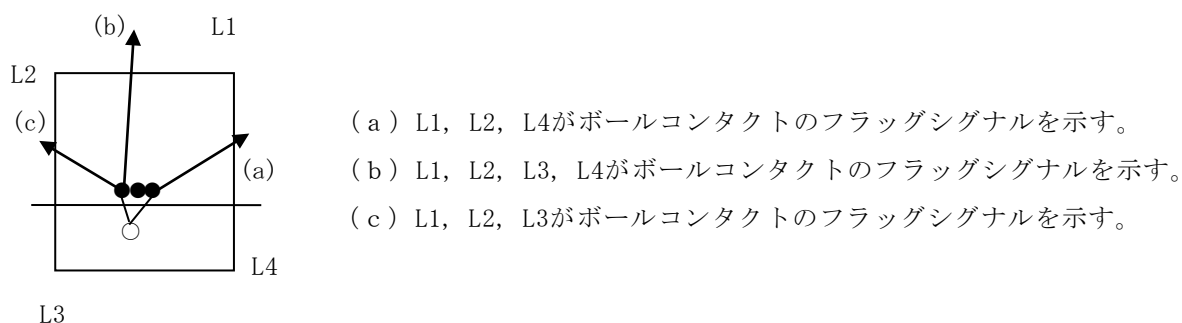 (b) L1
L2
(c)
(a)
L4
L3
(ａ) L1, L2, L4がボールコンタクトのフラッグシグナルを示す。
(ｂ) L1, L2, L3, L4がボールコンタクトのフラッグシグナルを示す。
(ｃ) L1, L2, L3がボールコンタクトのフラッグシグナルを示す。